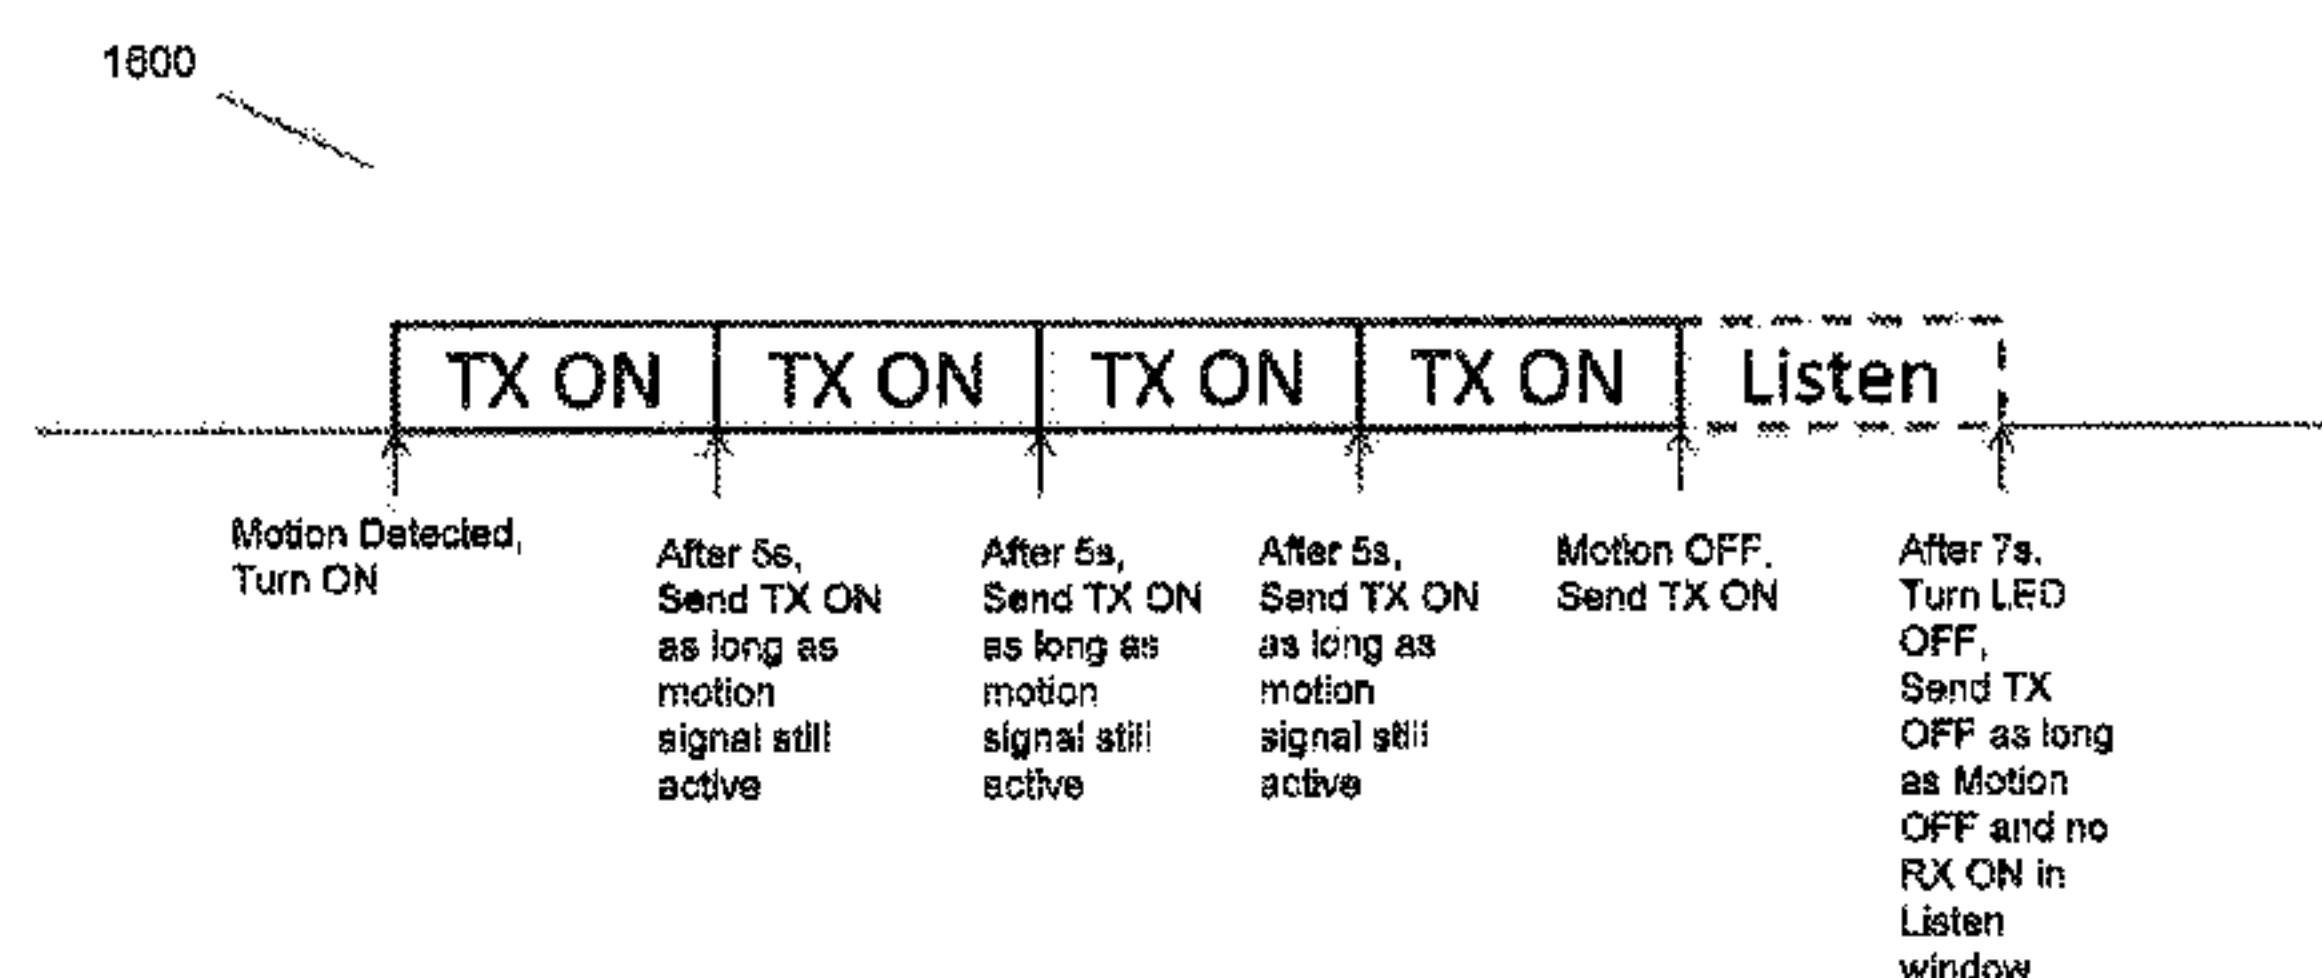 1600
TX ON
TX ON
TX ON
TX ON
Listen
Motion Detected,
Turn ON
After 5s,
Send TX ON
as long as
motion
signal still
active
After 5s,
Send TX ON
as long as
motion
signal still
active
After 5s,
Send TX ON
as long as
motion
signal still
active
Motion OFF,
Send TX ON
After 7s,
Turn LED
OFF,
Send TX
OFF as long
as Motion
OFF and no
RX ON in
Listen
window